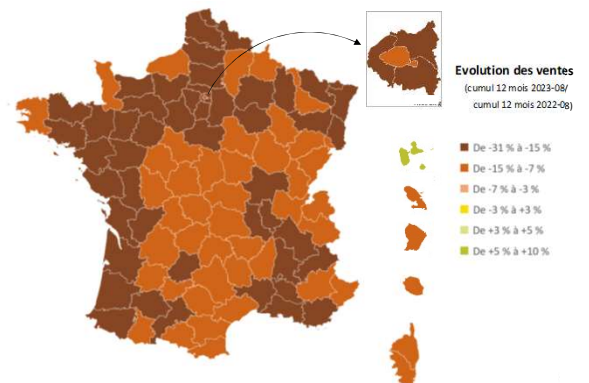 Evolution des ventes
(cumul 12 mois 2023-08/
cumul 12 mois 2022-08)
De -31 % à -15 %
De -15 % à -7 %
De -7 % à -3 %
De -3 % à +3 %
De +3 % à +5 %
De +5 % à +10 %